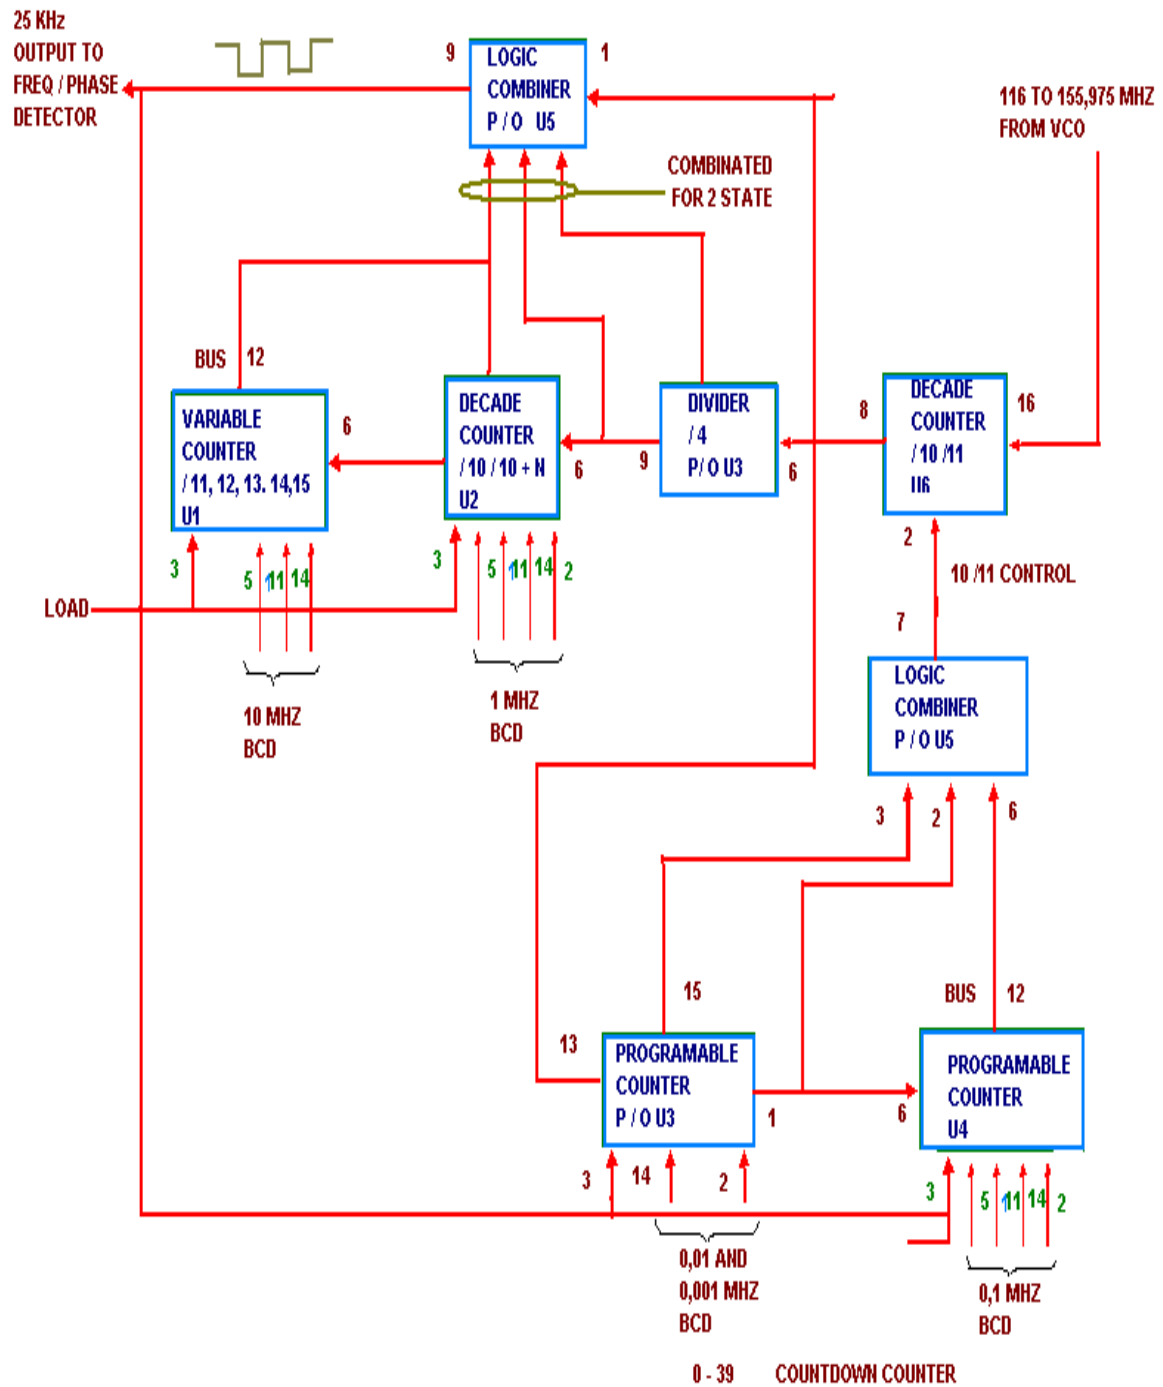 25 KHz
OUTPUT TO
FREQ / PHASE
DETECTOR
9
LOGIC
COMBINER
P / O U5
1
116 TO 155,975 MHZ
FROM VCO
COMBINATED
FOR 2 STATE
BUS 12
VARIABLE
COUNTER
/ 11, 12, 13. 14,15
U1
6
DECADE
COUNTER
/ 10 / 10 + N
U2
6
9
DIVIDER
/ 4
P/ O U3
6
8
DECADE
COUNTER
/ 10 /11
U6
16
2
10 /11 CONTROL
7
3
5
1
11
14
3
5
1
11
14
2
LOAD
10 MHZ
BCD
1 MHZ
BCD
LOGIC
COMBINER
P / O U5
3
2
6
15
BUS 12
13
PROGRAMABLE
COUNTER
P / O U3
1
6
PROGRAMABLE
COUNTER
U4
3
14
2
3
5
1
11
14
2
0,01 AND
0,001 MHZ
BCD
0,1 MHZ
BCD
0 - 39 COUNTDOWN COUNTER